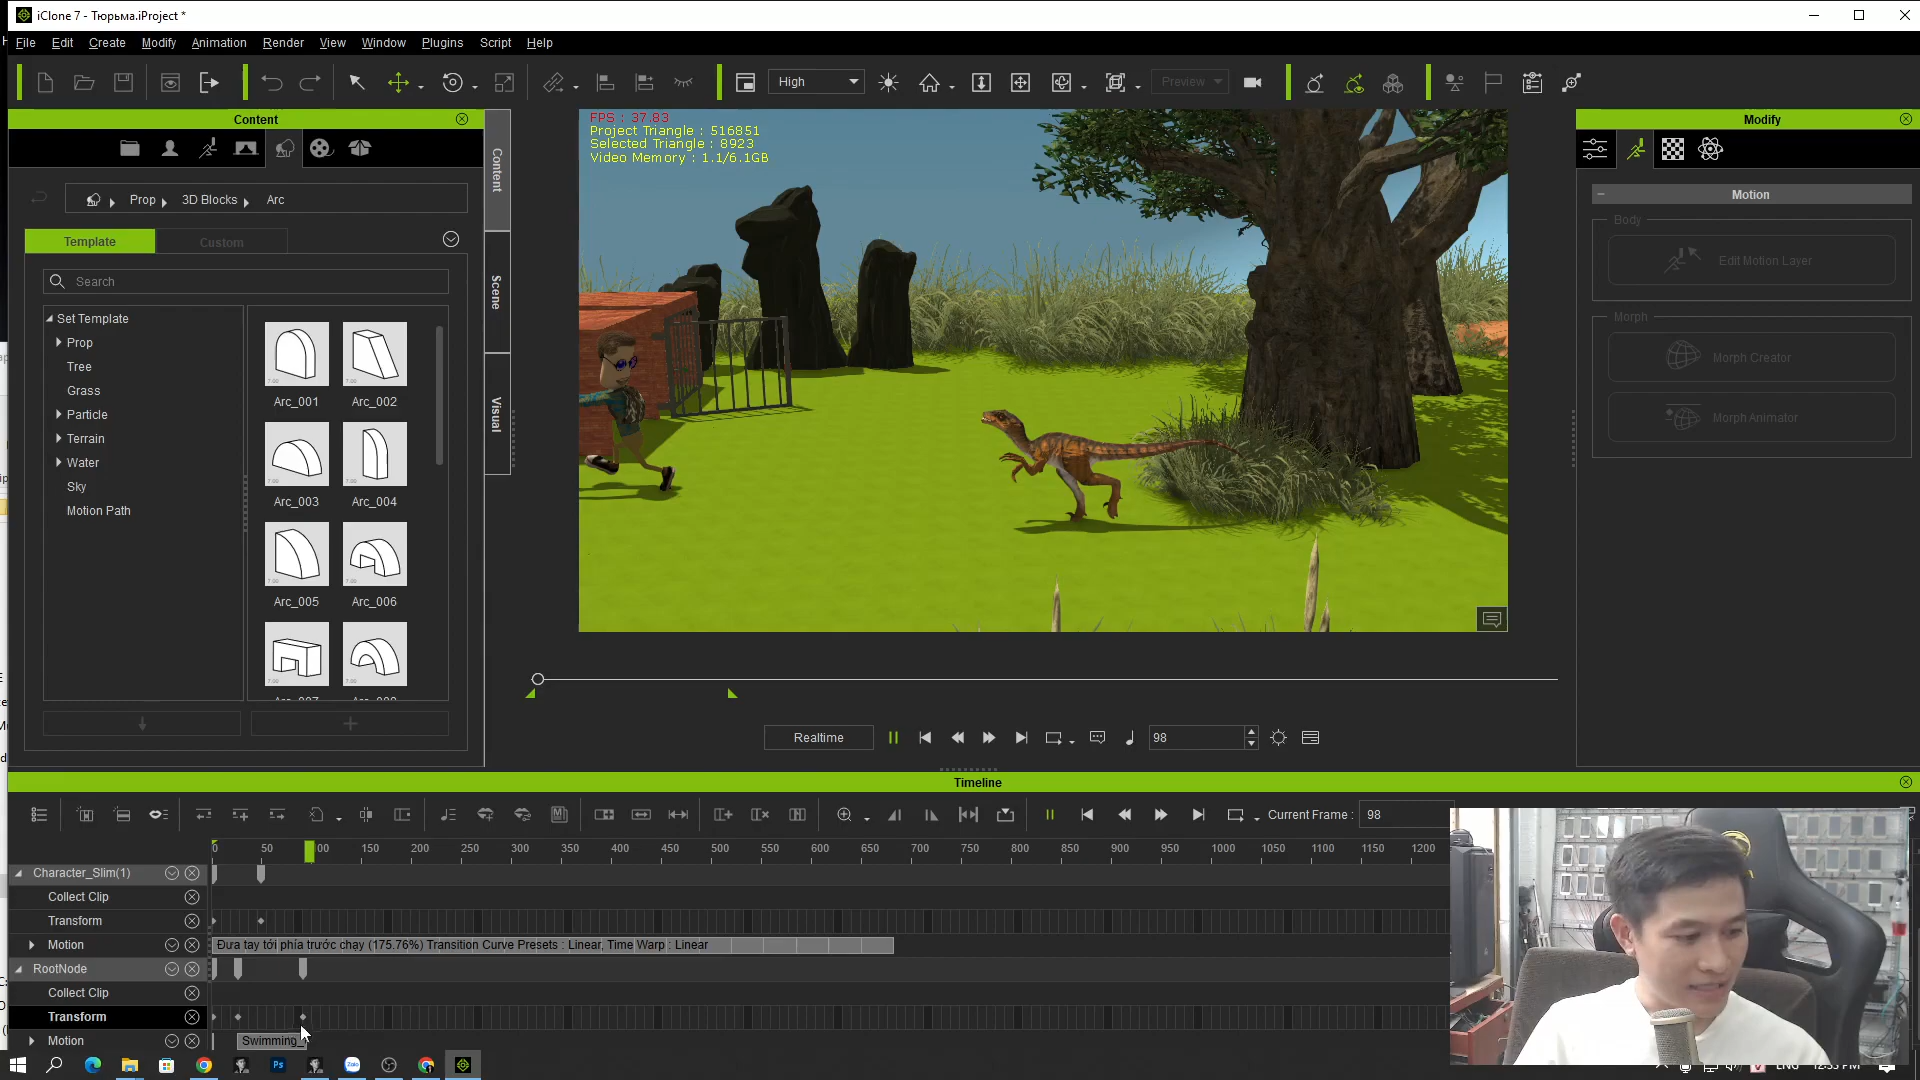 iClone 7 - Тюрьма.iProject *
File Edit Create Modify Animation Render View Window Plugins Script Help
High
Preview
Content
Modify
FPS : 37.83
Project Triangle : 516851
Selected Triangle : 8923
Video Memory : 1.1/6.1GB
Content
Scene
Visual
Prop 3D Blocks Arc
Template Custom
Search
Set Template
Prop
Tree
Grass
Particle
Terrain
Water
Sky
Motion Path
Arc_001 Arc_002
Arc_003 Arc_004
Arc_005 Arc_006
Motion
Body
Edit Motion Layer
Morph
Morph Creator
Morph Animator
Realtime
98
Timeline
Current Frame : 98
0 50 00 150 200 250 300 350 400 450 500 550 600 650 700 750 800 850 900 950 1000 1050 1100 1150 1200
Character_Slim(1)
Collect Clip
Transform
Motion
Đưa tay tới phía trước chạy (175.76%) Transition Curve Presets : Linear, Time Warp : Linear
RootNode
Collect Clip
Transform
Motion
Swimming_
Ps
Zalo